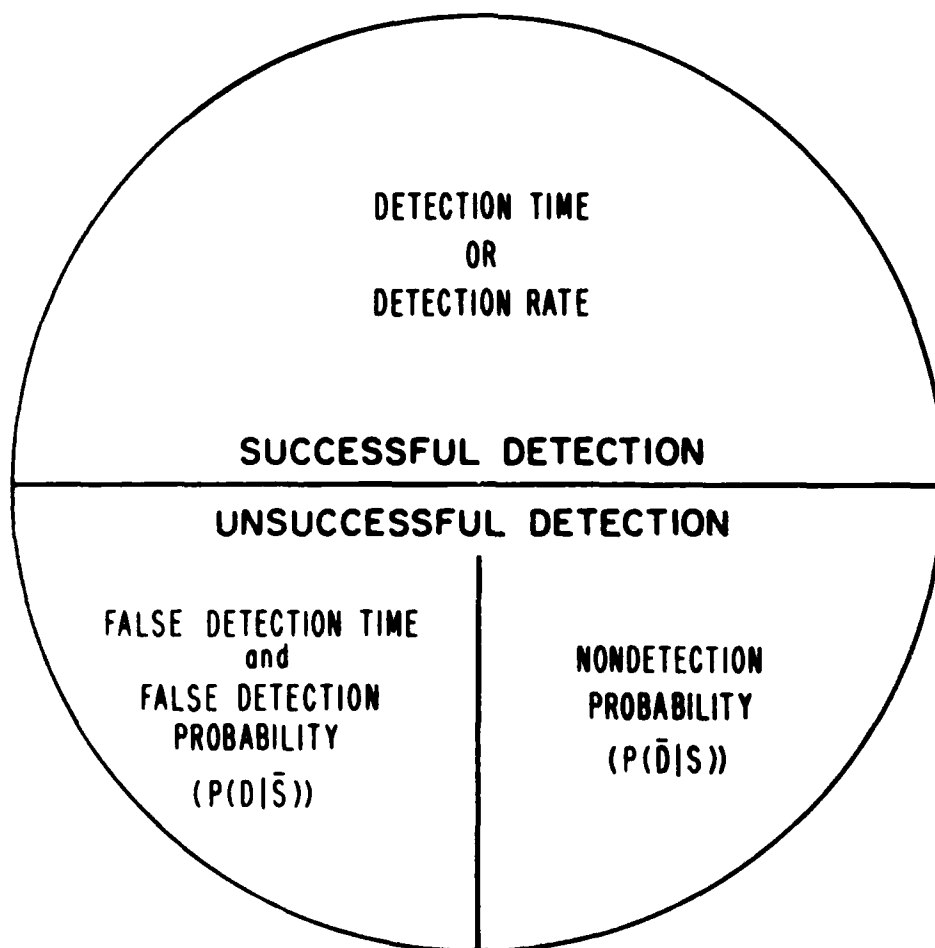 DETECTION TIME
OR
DETECTION RATE
SUCCESSFUL DETECTION
UNSUCCESSFUL DETECTION
FALSE DETECTION TIME
and
FALSE DETECTION
PROBABILITY
(P(D|S̄))
NONDETECTION
PROBABILITY
(P(D̄|S))